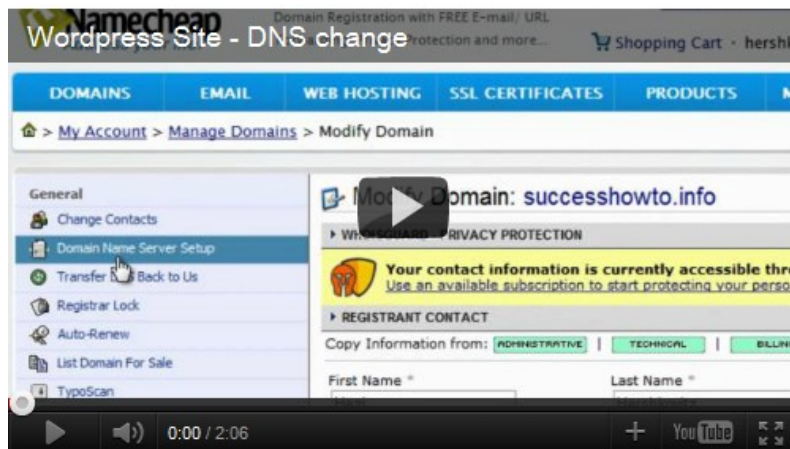 Namecheap
Domain Registration with FREE E-mail/ URL
Wordpress Site - DNS change
Protection and more...
Shopping Cart
DOMAINS EMAIL WEB HOSTING SSL CERTIFICATES PRODUCTS
> My Account > Manage Domains > Modify Domain
General
Modify Domain: successhowto.info
Change Contacts
PRIVACY PROTECTION
Domain Name Server Setup
Your contact information is currently accessible
Transfer Back to Us
Use an available subscription to start protecting your
Registrar Lock
REGISTRANT CONTACT
Auto-Renew
Copy Information from: ADMINISTRATIVE | TECHNICAL |
List Domain For Sale
First Name * Last Name *
TypoScan
0:00 / 2:06
YouTube